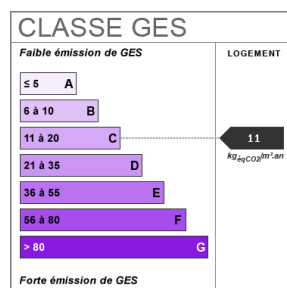 CLASSE GES
Faible émission de GES
LOGEMENT
≤ 5 A
6 à 10 B
11 à 20 C
11
kgéqCO2/m².an
21 à 35 D
36 à 55 E
56 à 80 F
> 80 G
Forte émission de GES